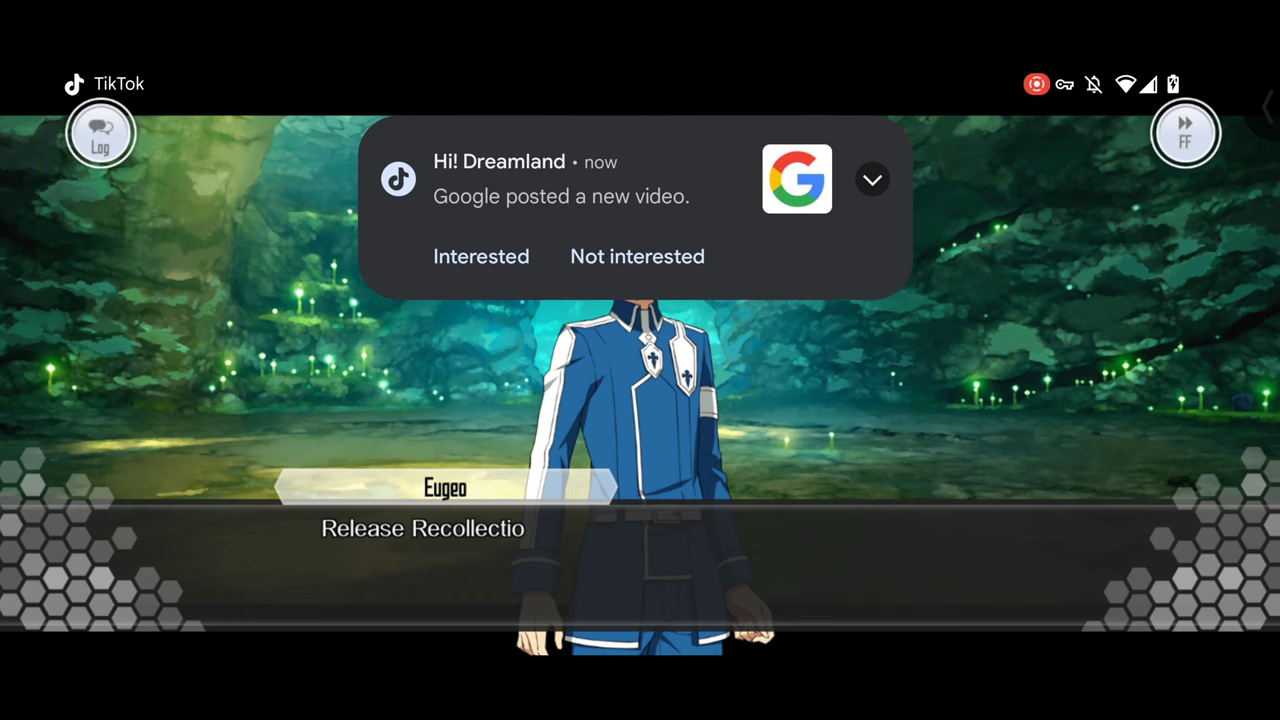 TikTok
Log
FF
Hi! Dreamland • now
Google posted a new video.
Interested
Not interested
Eugeo
Release Recollectio